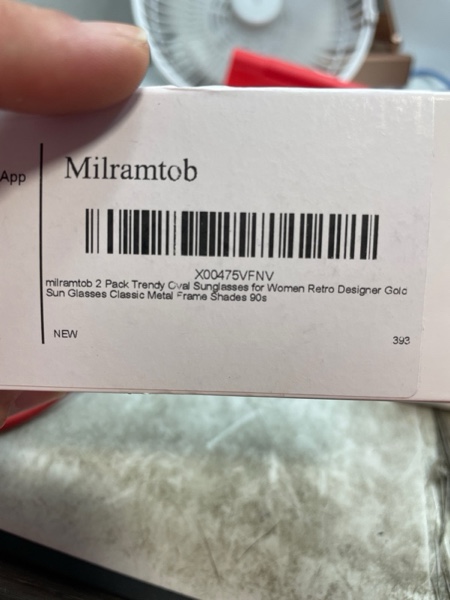 App
Milramtob
X00475VFNV
milramtob 2 Pack Trendy Oval Sunglasses for Women Retro Designer Gold
Sun Glasses Classic Metal Frame Shades 90s
NEW
393